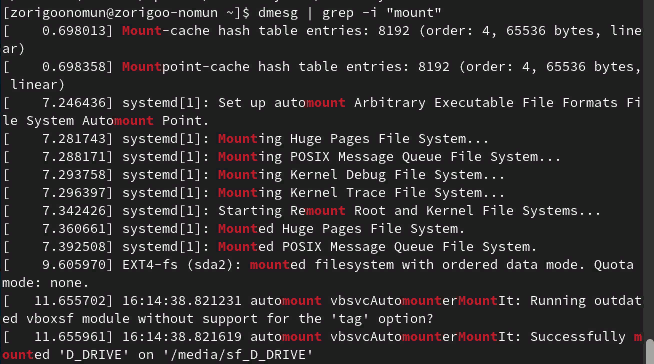 [zorigoonomun@zorigoo-nomun ~]$ dmesg | grep -i "mount"
[    0.698013] Mount-cache hash table entries: 8192 (order: 4, 65536 bytes, line
ar)
[    0.698358] Mountpoint-cache hash table entries: 8192 (order: 4, 65536 bytes,
 linear)
[    7.246436] systemd[1]: Set up automount Arbitrary Executable File Formats Fi
le System Automount Point.
[    7.281743] systemd[1]: Mounting Huge Pages File System...
[    7.288171] systemd[1]: Mounting POSIX Message Queue File System...
[    7.293758] systemd[1]: Mounting Kernel Debug File System...
[    7.296397] systemd[1]: Mounting Kernel Trace File System...
[    7.342426] systemd[1]: Starting Remount Root and Kernel File Systems...
[    7.360661] systemd[1]: Mounted Huge Pages File System.
[    7.392508] systemd[1]: Mounted POSIX Message Queue File System.
[    9.605970] EXT4-fs (sda2): mounted filesystem with ordered data mode. Quota
mode: none.
[   11.655702] 16:14:38.821231 automount vbsvcAutomounterMountIt: Running outdat
ed vboxsf module without support for the 'tag' option?
[   11.655961] 16:14:38.821619 automount vbsvcAutomounterMountIt: Successfully m
ounted 'D_DRIVE' on '/media/sf_D_DRIVE'